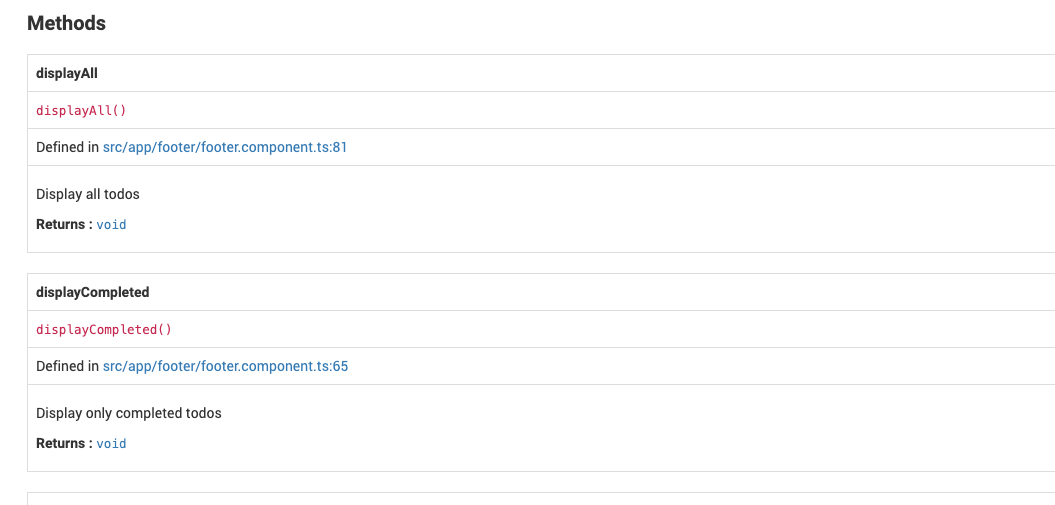 Methods
displayAll
displayAll()
Defined in src/app/footer/footer.component.ts:81
Display all todos
Returns : void
displayCompleted
displayCompleted()
Defined in src/app/footer/footer.component.ts:65
Display only completed todos
Returns : void